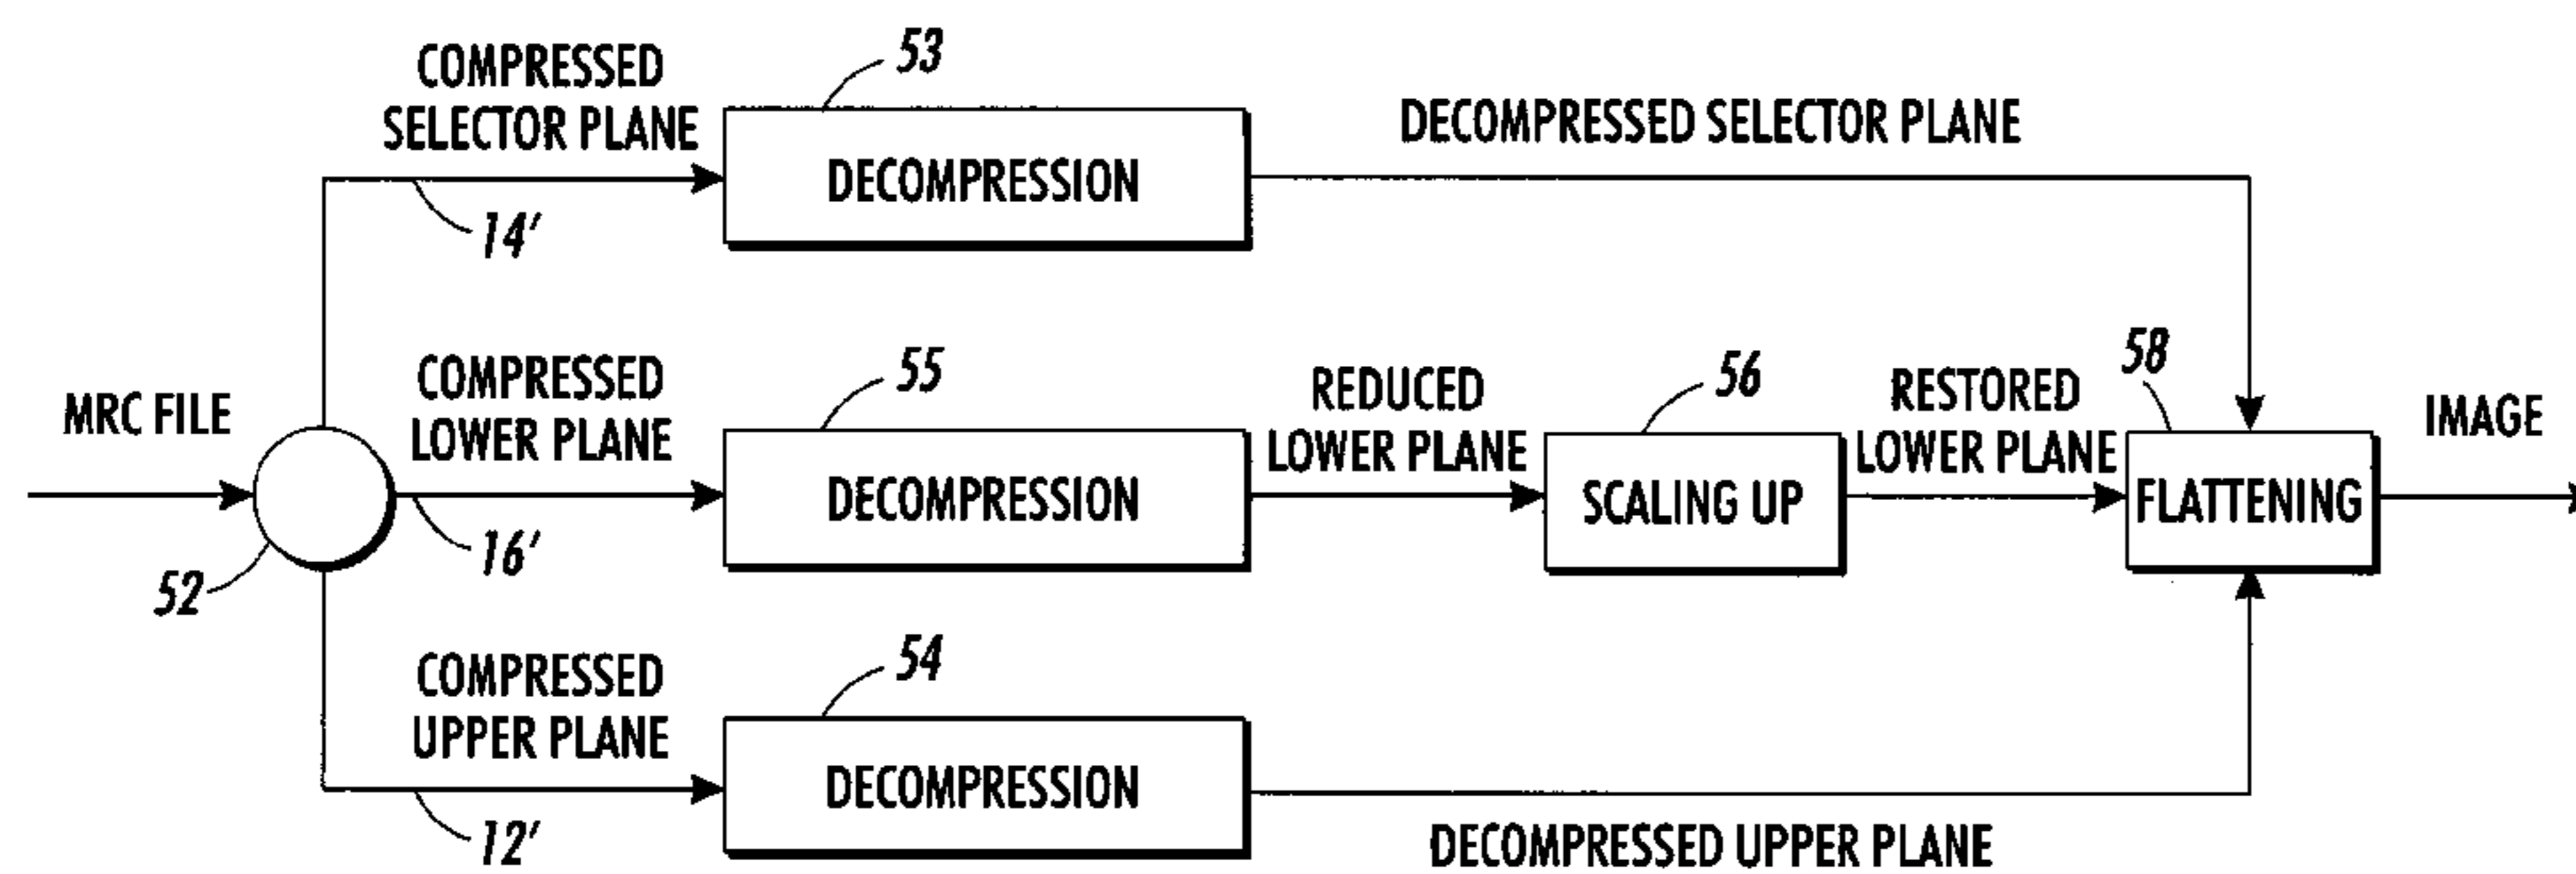 53
COMPRESSED
SELECTOR PLANE
DECOMPRESSION
DECOMPRESSED SELECTOR PLANE
14'
MRC FILE
52
COMPRESSED
LOWER PLANE
16'
55
DECOMPRESSION
REDUCED
LOWER PLANE
56
SCALING UP
RESTORED
LOWER PLANE
58
FLATTENING
IMAGE
COMPRESSED
UPPER PLANE
12'
54
DECOMPRESSION
DECOMPRESSED UPPER PLANE